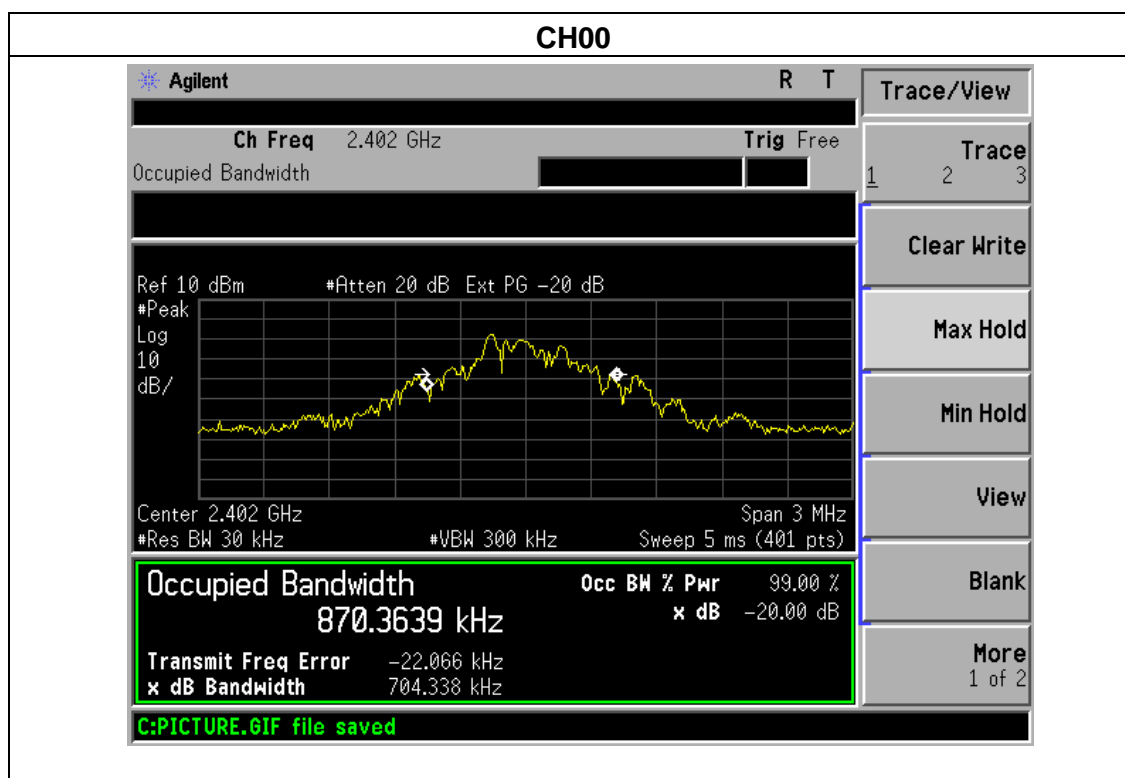 CH00
Agilent R T
Ch Freq 2.402 GHz Trig Free
Occupied Bandwidth
Ref 10 dBm #Atten 20 dB Ext PG -20 dB
#Peak
Log
10
dB/
Center 2.402 GHz Span 3 MHz
#Res BW 30 kHz #VBW 300 kHz Sweep 5 ms (401 pts)
Occupied Bandwidth Occ BW % Pwr 99.00 %
870.3639 kHz x dB -20.00 dB
Transmit Freq Error -22.066 kHz
x dB Bandwidth 704.338 kHz
C:PICTURE.GIF file saved
Trace/View
Trace
1 2 3
Clear Write
Max Hold
Min Hold
View
Blank
More
1 of 2